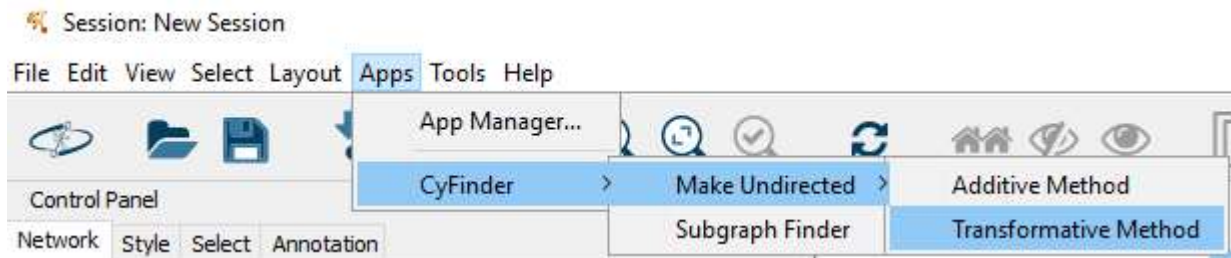 Session: New Session
File Edit View Select Layout Apps Tools Help
App Manager...
CyFinder > Make Undirected > Additive Method
Control Panel
Subgraph Finder Transformative Method
Network Style Select Annotation